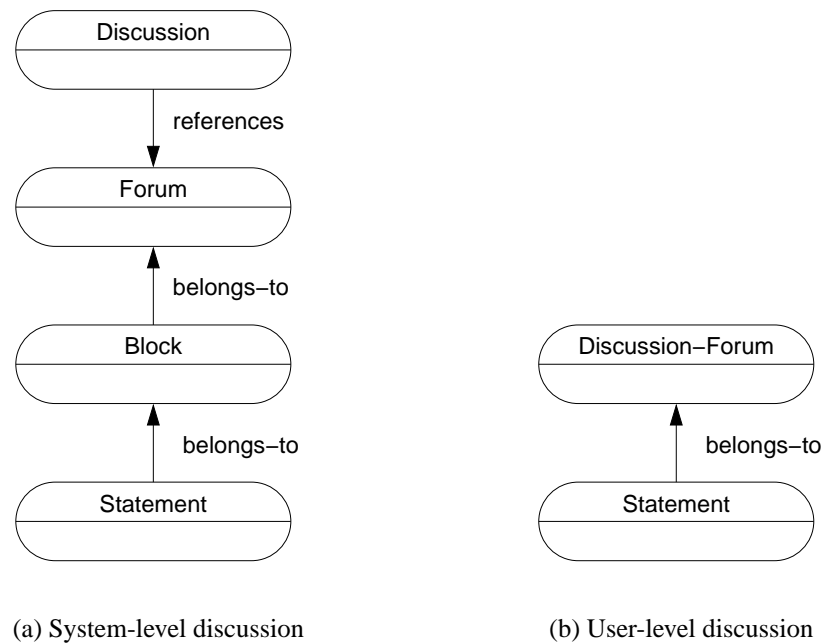 Discussion
references
Forum
belongs−to
Block
belongs−to
Statement
(a) System-level discussion
Discussion−Forum
belongs−to
Statement
(b) User-level discussion